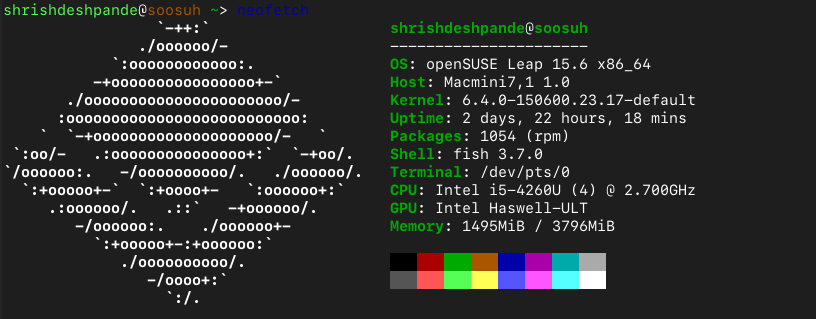 shrishdeshpande@soosuh ~> neofetch
shrishdeshpande@soosuh
----------------------
OS: openSUSE Leap 15.6 x86_64
Host: Macmini7,1 1.0
Kernel: 6.4.0-150600.23.17-default
Uptime: 2 days, 22 hours, 18 mins
Packages: 1054 (rpm)
Shell: fish 3.7.0
Terminal: /dev/pts/0
CPU: Intel i5-4260U (4) @ 2.700GHz
GPU: Intel Haswell-ULT
Memory: 1495MiB / 3796MiB